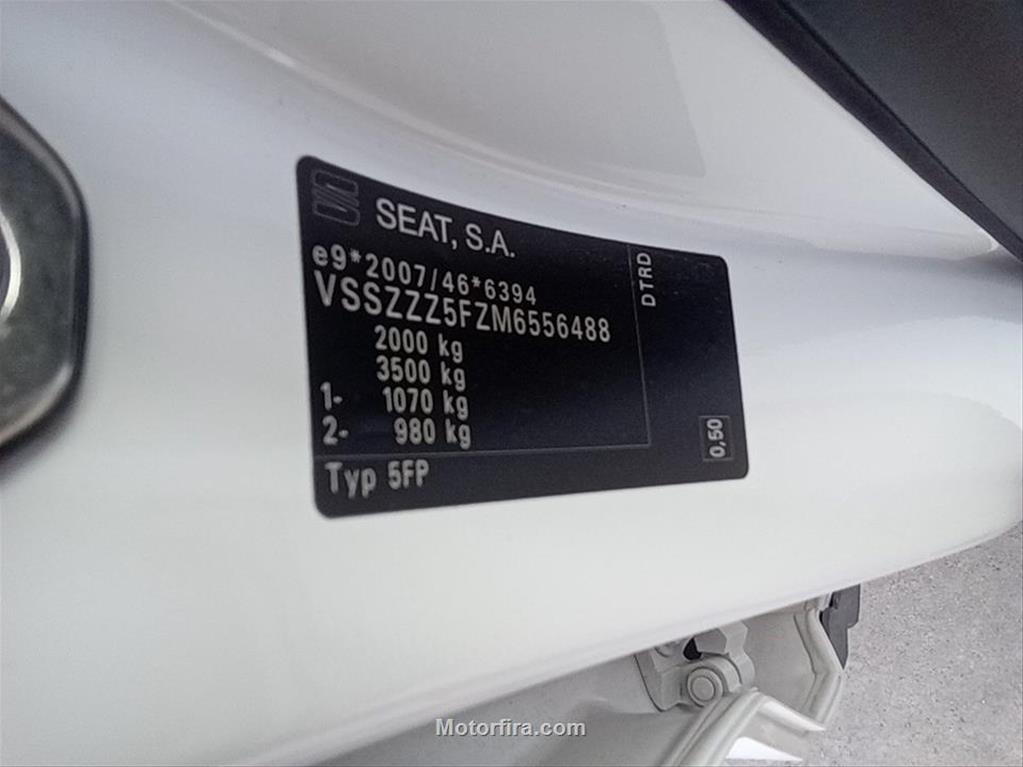 SEAT, S.A.
e9*2007/46*6394
VSSZZZ5FZM6556488
2000 kg
3500 kg
1- 1070 kg
2- 980 kg
Typ 5FP
DTRD
0,50
Motorfira.com